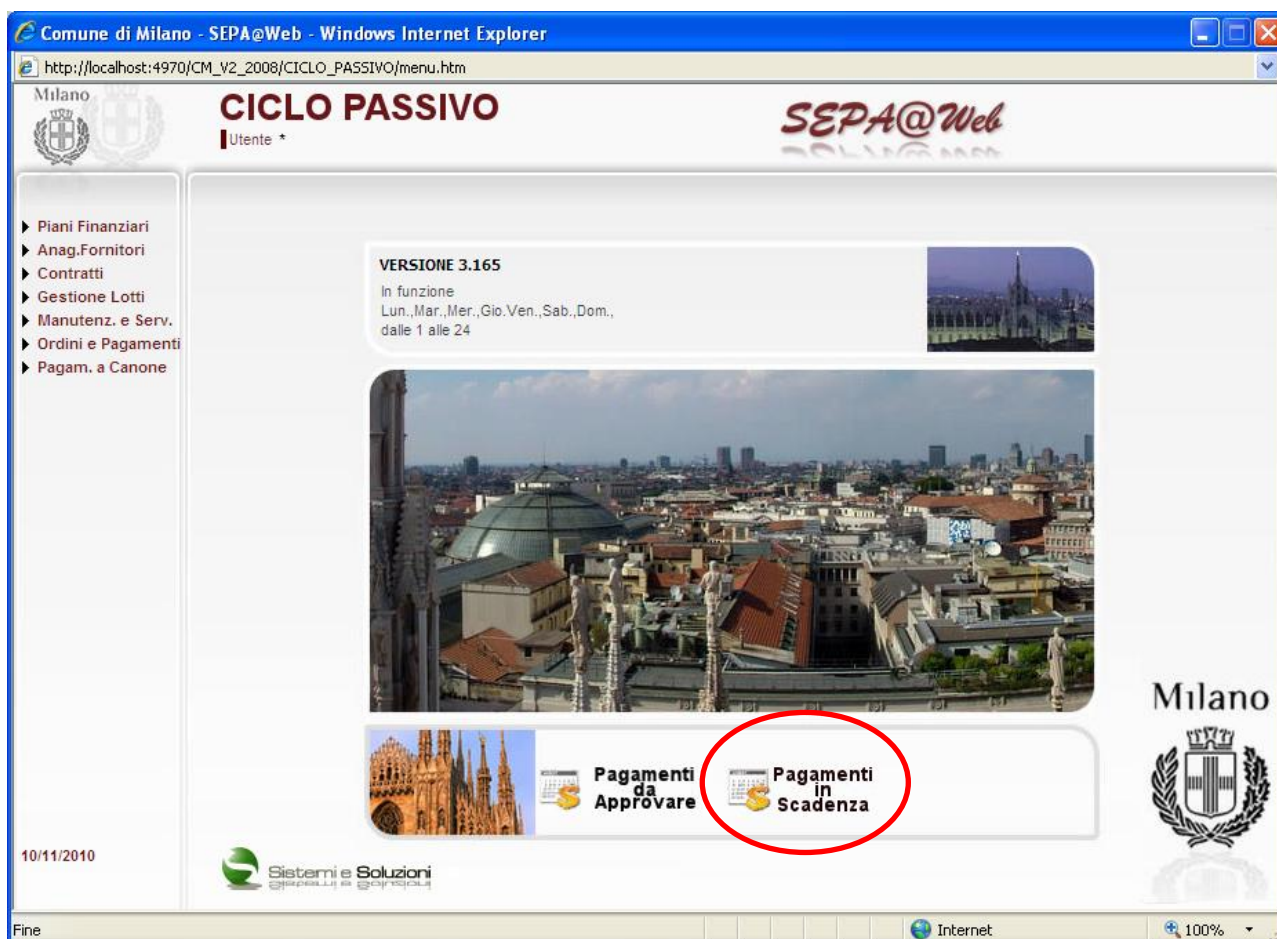 Comune di Milano - SEPA@Web - Windows Internet Explorer
http://localhost:4970/CM_V2_2008/CICLO_PASSIVO/menu.htm
Milano
CICLO PASSIVO
Utente *
SEPA@Web
Piani Finanziari
Anag.Fornitori
Contratti
Gestione Lotti
Manutenz. e Serv.
Ordini e Pagamenti
Pagam. a Canone
VERSIONE 3.165
In funzione
Lun.,Mar.,Mer.,Gio.Ven.,Sab.,Dom.,
dalle 1 alle 24
Pagamenti
da
Approvare
Pagamenti
in
Scadenza
Milano
10/11/2010
Sistemi e Soluzioni
Fine
Internet
100%